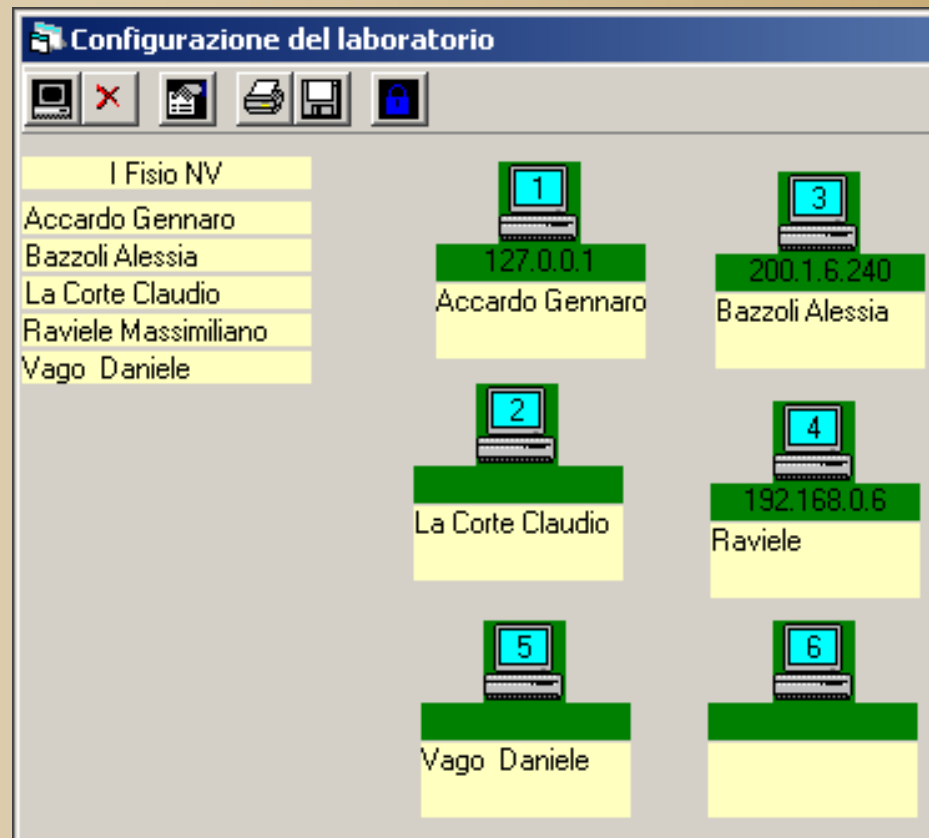 Configurazione del laboratorio
I Fisio NV
Accardo Gennaro
Bazzoli Alessia
La Corte Claudio
Raviele Massimiliano
Vago  Daniele
1
127.0.0.1
Accardo Gennaro
3
200.1.6.240
Bazzoli Alessia
2
La Corte Claudio
4
192.168.0.6
Raviele
5
Vago  Daniele
6